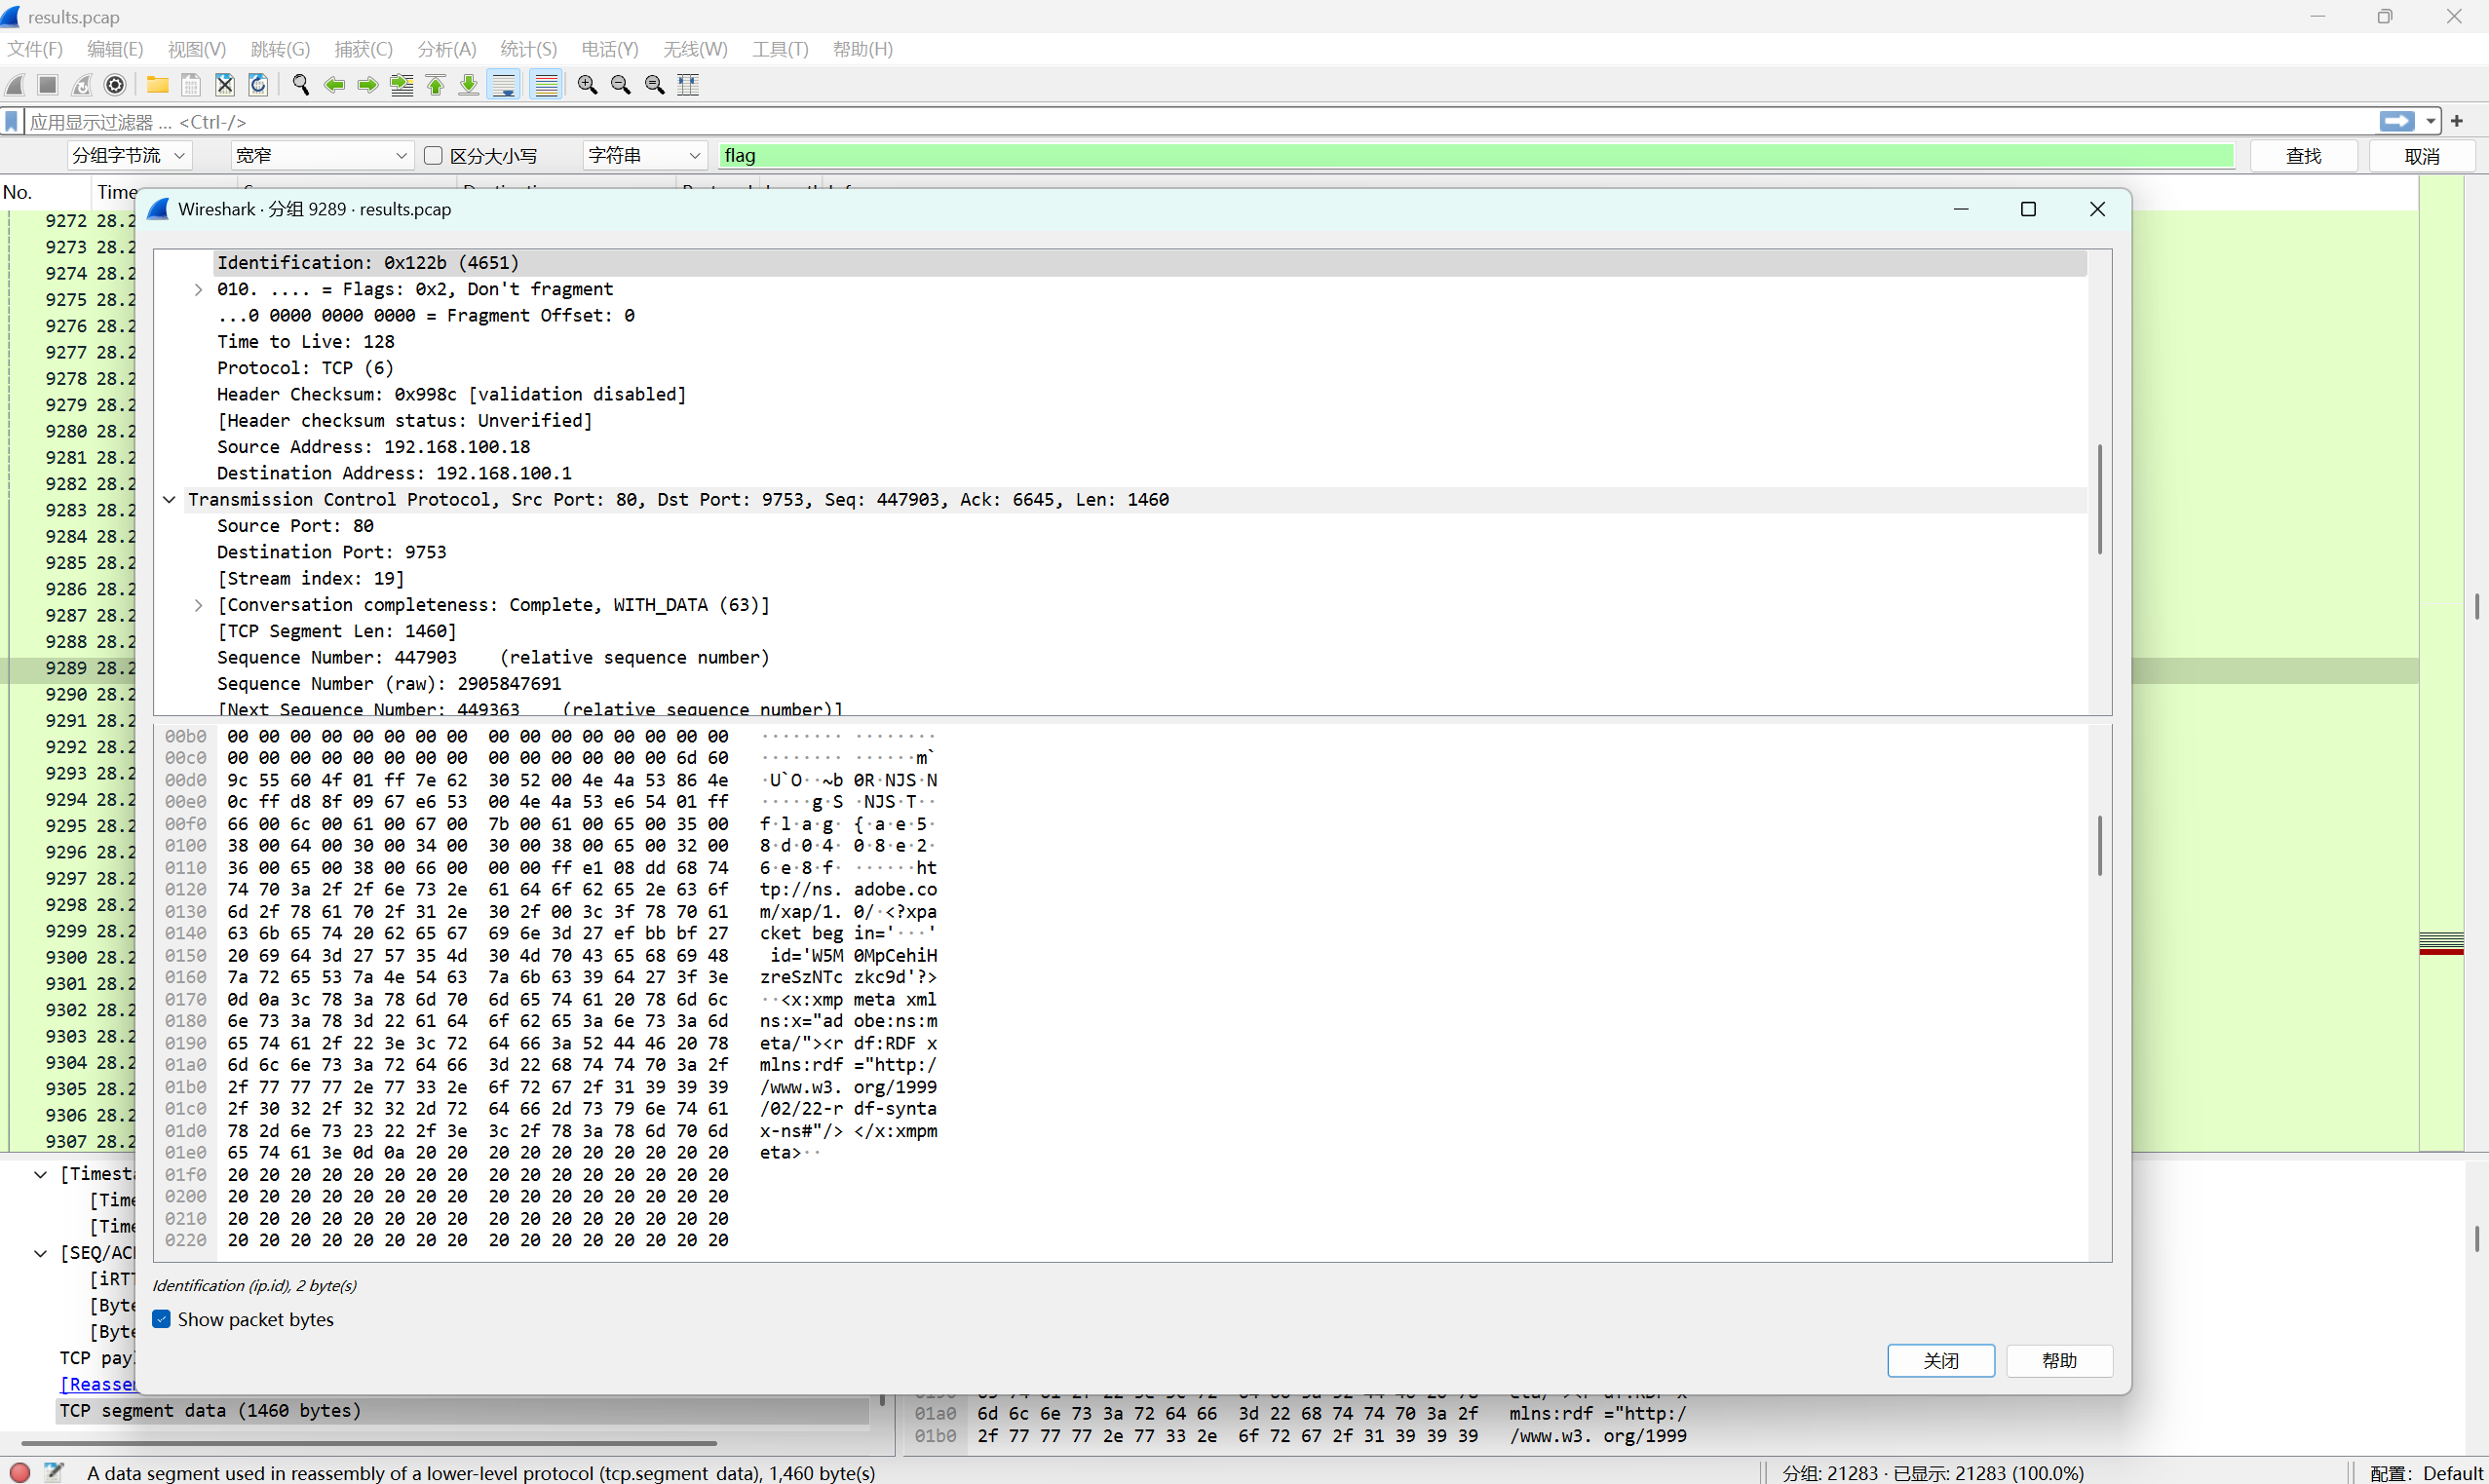 results.pcap
文件(F) 编辑(E) 视图(V) 跳转(G) 捕获(C) 分析(A) 统计(S) 电话(Y) 无线(W) 工具(T) 帮助(H)
应用显示过滤器 ... <Ctrl-/>
分组字节流 宽窄 区分大小写 字符串 flag 查找 取消
No. Time
Wireshark · 分组 9289 · results.pcap
9272 28.2
9273 28.2
9274 28.2
9275 28.2
9276 28.2
9277 28.2
9278 28.2
9279 28.2
9280 28.2
9281 28.2
9282 28.2
9283 28.2
9284 28.2
9285 28.2
9286 28.2
9287 28.2
9288 28.2
9289 28.2
9290 28.2
9291 28.2
9292 28.2
9293 28.2
9294 28.2
9295 28.2
9296 28.2
9297 28.2
9298 28.2
9299 28.2
9300 28.2
9301 28.2
9302 28.2
9303 28.2
9304 28.2
9305 28.2
9306 28.2
9307 28.2
Identification: 0x122b (4651)
010. .... = Flags: 0x2, Don't fragment
...0 0000 0000 0000 = Fragment Offset: 0
Time to Live: 128
Protocol: TCP (6)
Header Checksum: 0x998c [validation disabled]
[Header checksum status: Unverified]
Source Address: 192.168.100.18
Destination Address: 192.168.100.1
Transmission Control Protocol, Src Port: 80, Dst Port: 9753, Seq: 447903, Ack: 6645, Len: 1460
Source Port: 80
Destination Port: 9753
[Stream index: 19]
[Conversation completeness: Complete, WITH_DATA (63)]
[TCP Segment Len: 1460]
Sequence Number: 447903    (relative sequence number)
Sequence Number (raw): 2905847691
[Next Sequence Number: 449363    (relative sequence number)]
00b0 00 00 00 00 00 00 00 00 00 00 00 00 00 00 00 00 ········ ········
00c0 00 00 00 00 00 00 00 00 00 00 00 00 00 00 6d 60 ········ ······m`
00d0 9c 55 60 4f 01 ff 7e 62 30 52 00 4e 4a 53 86 4e ·U`O··~b 0R·NJS·N
00e0 0c ff d8 8f 09 67 e6 53 00 4e 4a 53 e6 54 01 ff ·····g·S ·NJS·T··
00f0 66 00 6c 00 61 00 67 00 7b 00 61 00 65 00 35 00 f·l·a·g· {·a·e·5·
0100 38 00 64 00 30 00 34 00 30 00 38 00 65 00 32 00 8·d·0·4· 0·8·e·2·
0110 36 00 65 00 38 00 66 00 00 00 ff e1 08 dd 68 74 6·e·8·f· ······ht
0120 74 70 3a 2f 2f 6e 73 2e 61 64 6f 62 65 2e 63 6f tp://ns. adobe.co
0130 6d 2f 78 61 70 2f 31 2e 30 2f 00 3c 3f 78 70 61 m/xap/1. 0/·<?xpa
0140 63 6b 65 74 20 62 65 67 69 6e 3d 27 ef bb bf 27 cket beg in='···'
0150 20 69 64 3d 27 57 35 4d 30 4d 70 43 65 68 69 48 id='W5M 0MpCehiH
0160 7a 72 65 53 7a 4e 54 63 7a 6b 63 39 64 27 3f 3e zreSzNTc zkc9d'?>
0170 0d 0a 3c 78 3a 78 6d 70 6d 65 74 61 20 78 6d 6c ··<x:xmp meta xml
0180 6e 73 3a 78 3d 22 61 64 6f 62 65 3a 6e 73 3a 6d ns:x="ad obe:ns:m
0190 65 74 61 2f 22 3e 3c 72 64 66 3a 52 44 46 20 78 eta/"><r df:RDF x
01a0 6d 6c 6e 73 3a 72 64 66 3d 22 68 74 74 70 3a 2f mlns:rdf ="http:/
01b0 2f 77 77 77 2e 77 33 2e 6f 72 67 2f 31 39 39 39 /www.w3. org/1999
01c0 2f 30 32 2f 32 32 2d 72 64 66 2d 73 79 6e 74 61 /02/22-r df-synta
01d0 78 2d 6e 73 23 22 2f 3e 3c 2f 78 3a 78 6d 70 6d x-ns#"/> </x:xmpm
01e0 65 74 61 3e 0d 0a 20 20 20 20 20 20 20 20 20 20 eta>··
01f0 20 20 20 20 20 20 20 20 20 20 20 20 20 20 20 20
0200 20 20 20 20 20 20 20 20 20 20 20 20 20 20 20 20
0210 20 20 20 20 20 20 20 20 20 20 20 20 20 20 20 20
0220 20 20 20 20 20 20 20 20 20 20 20 20 20 20 20 20
Identification (ip.id), 2 byte(s)
Show packet bytes
关闭 帮助
[Timesta
[Time
[Time
[SEQ/AC
[iRT
[Byte
[Byte
TCP pay
[Reasse
TCP segment data (1460 bytes)
01a0 6d 6c 6e 73 3a 72 64 66 3d 22 68 74 74 70 3a 2f mlns:rdf ="http:/
01b0 2f 77 77 77 2e 77 33 2e 6f 72 67 2f 31 39 39 39 /www.w3. org/1999
A data segment used in reassembly of a lower-level protocol (tcp.segment_data), 1,460 byte(s)
分组: 21283 · 已显示: 21283 (100.0%)
配置: Default